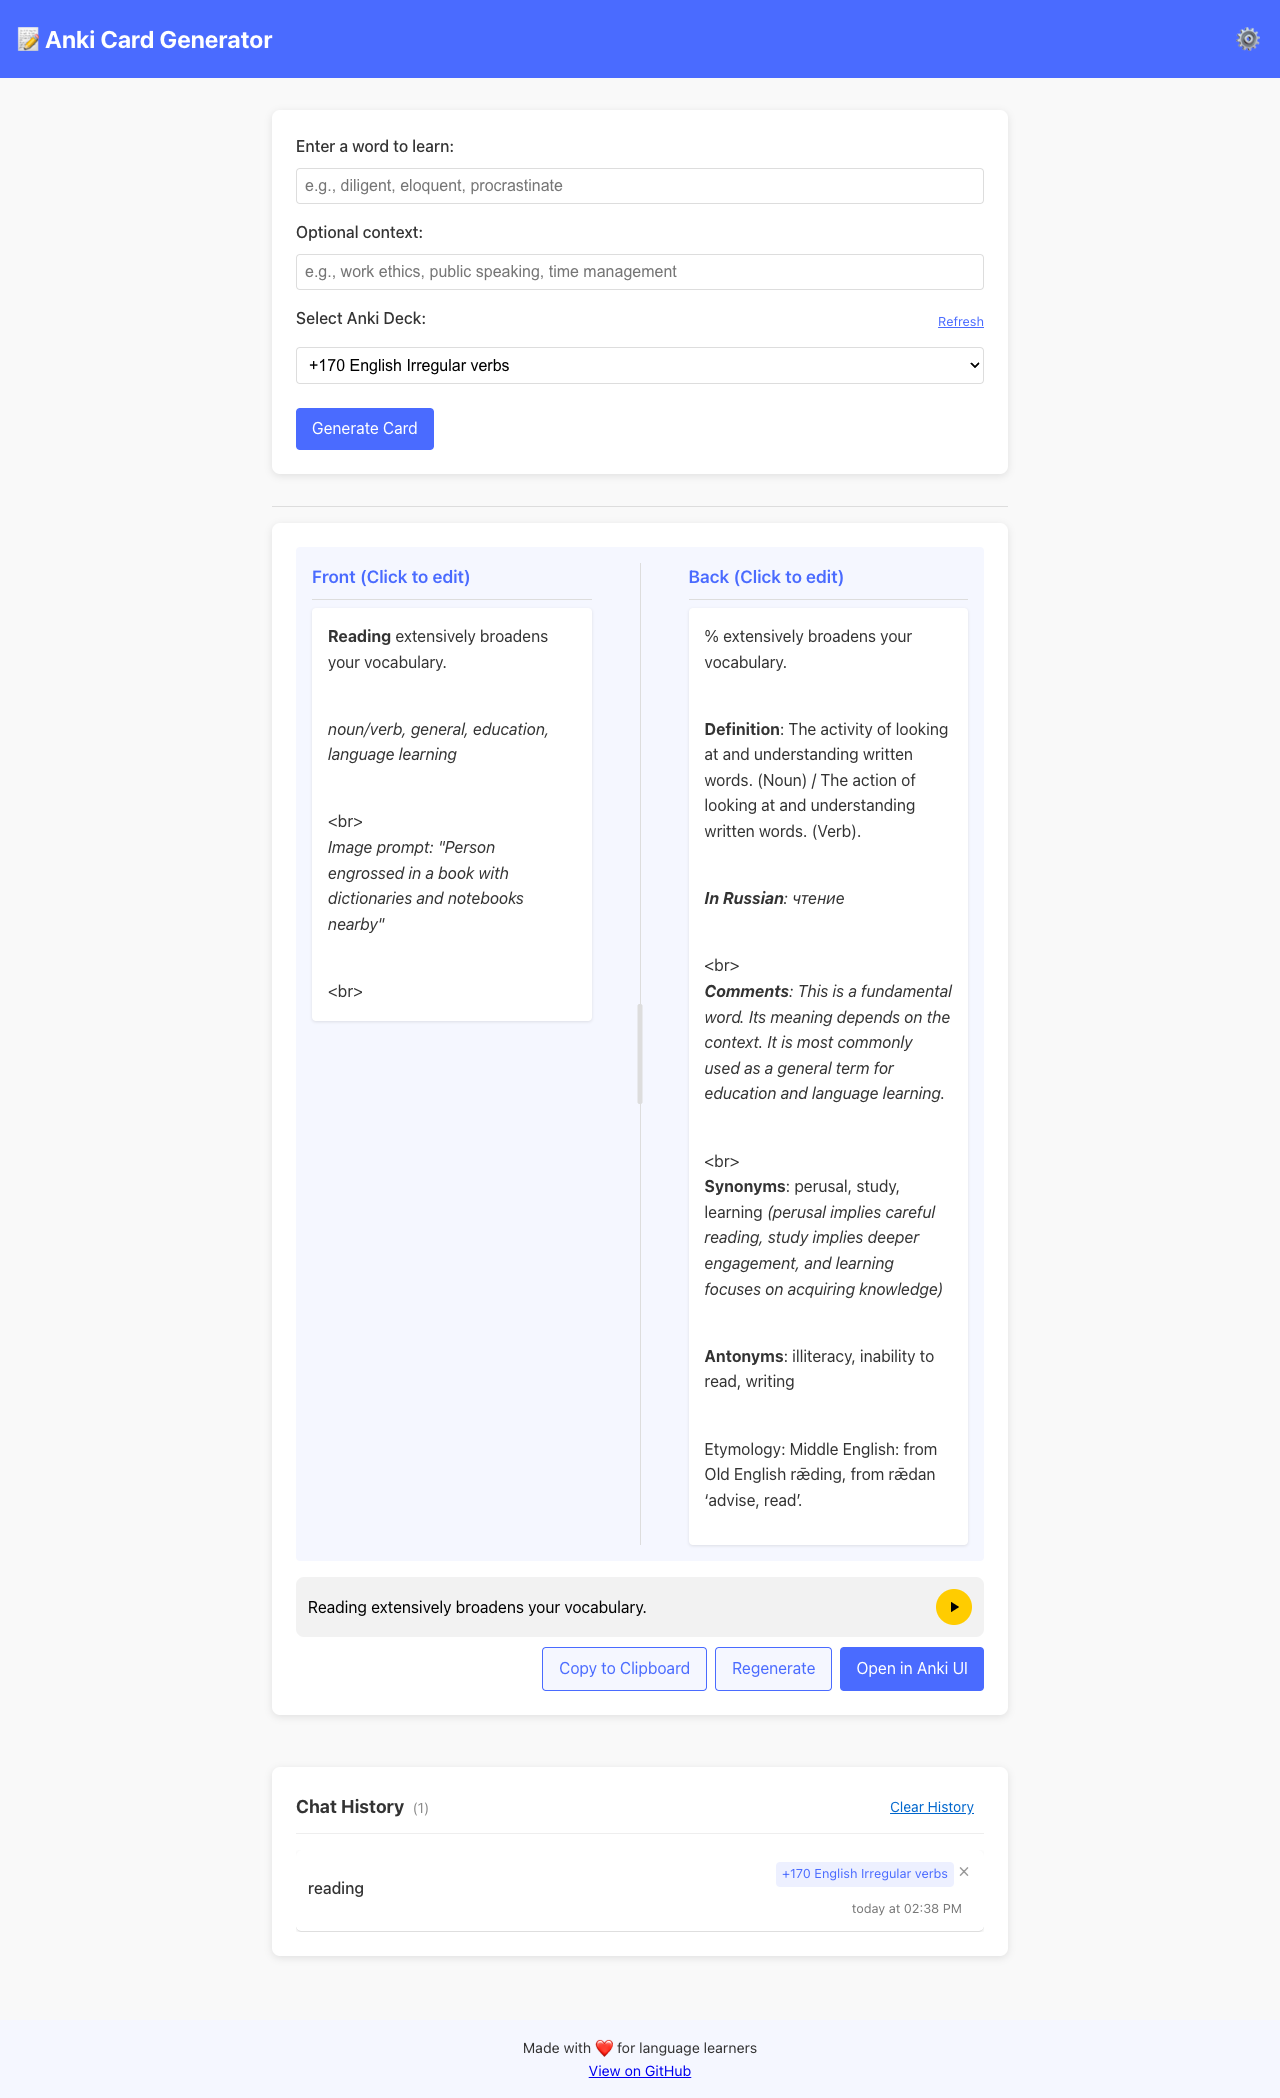 📝 Anki Card Generator
⚙️
Enter a word to learn:
e.g., diligent, eloquent, procrastinate
Optional context:
e.g., work ethics, public speaking, time management
Select Anki Deck:
Refresh
+170 English Irregular verbs
Generate Card
Front (Click to edit)
Reading extensively broadens
your vocabulary.
noun/verb, general, education,
language learning
<br>
Image prompt: "Person
engrossed in a book with
dictionaries and notebooks
nearby"
<br>
Back (Click to edit)
% extensively broadens your
vocabulary.
Definition: The activity of looking
at and understanding written
words. (Noun) / The action of
looking at and understanding
written words. (Verb).
In Russian: чтение
<br>
Comments: This is a fundamental
word. Its meaning depends on the
context. It is most commonly
used as a general term for
education and language learning.
<br>
Synonyms: perusal, study,
learning (perusal implies careful
reading, study implies deeper
engagement, and learning
focuses on acquiring knowledge)
Antonyms: illiteracy, inability to
read, writing
Etymology: Middle English: from
Old English rǣding, from rǣdan
‘advise, read’.
Reading extensively broadens your vocabulary.
Copy to Clipboard
Regenerate
Open in Anki UI
Chat History (1)
Clear History
reading
+170 English Irregular verbs ×
today at 02:38 PM
Made with ❤️ for language learners
View on GitHub